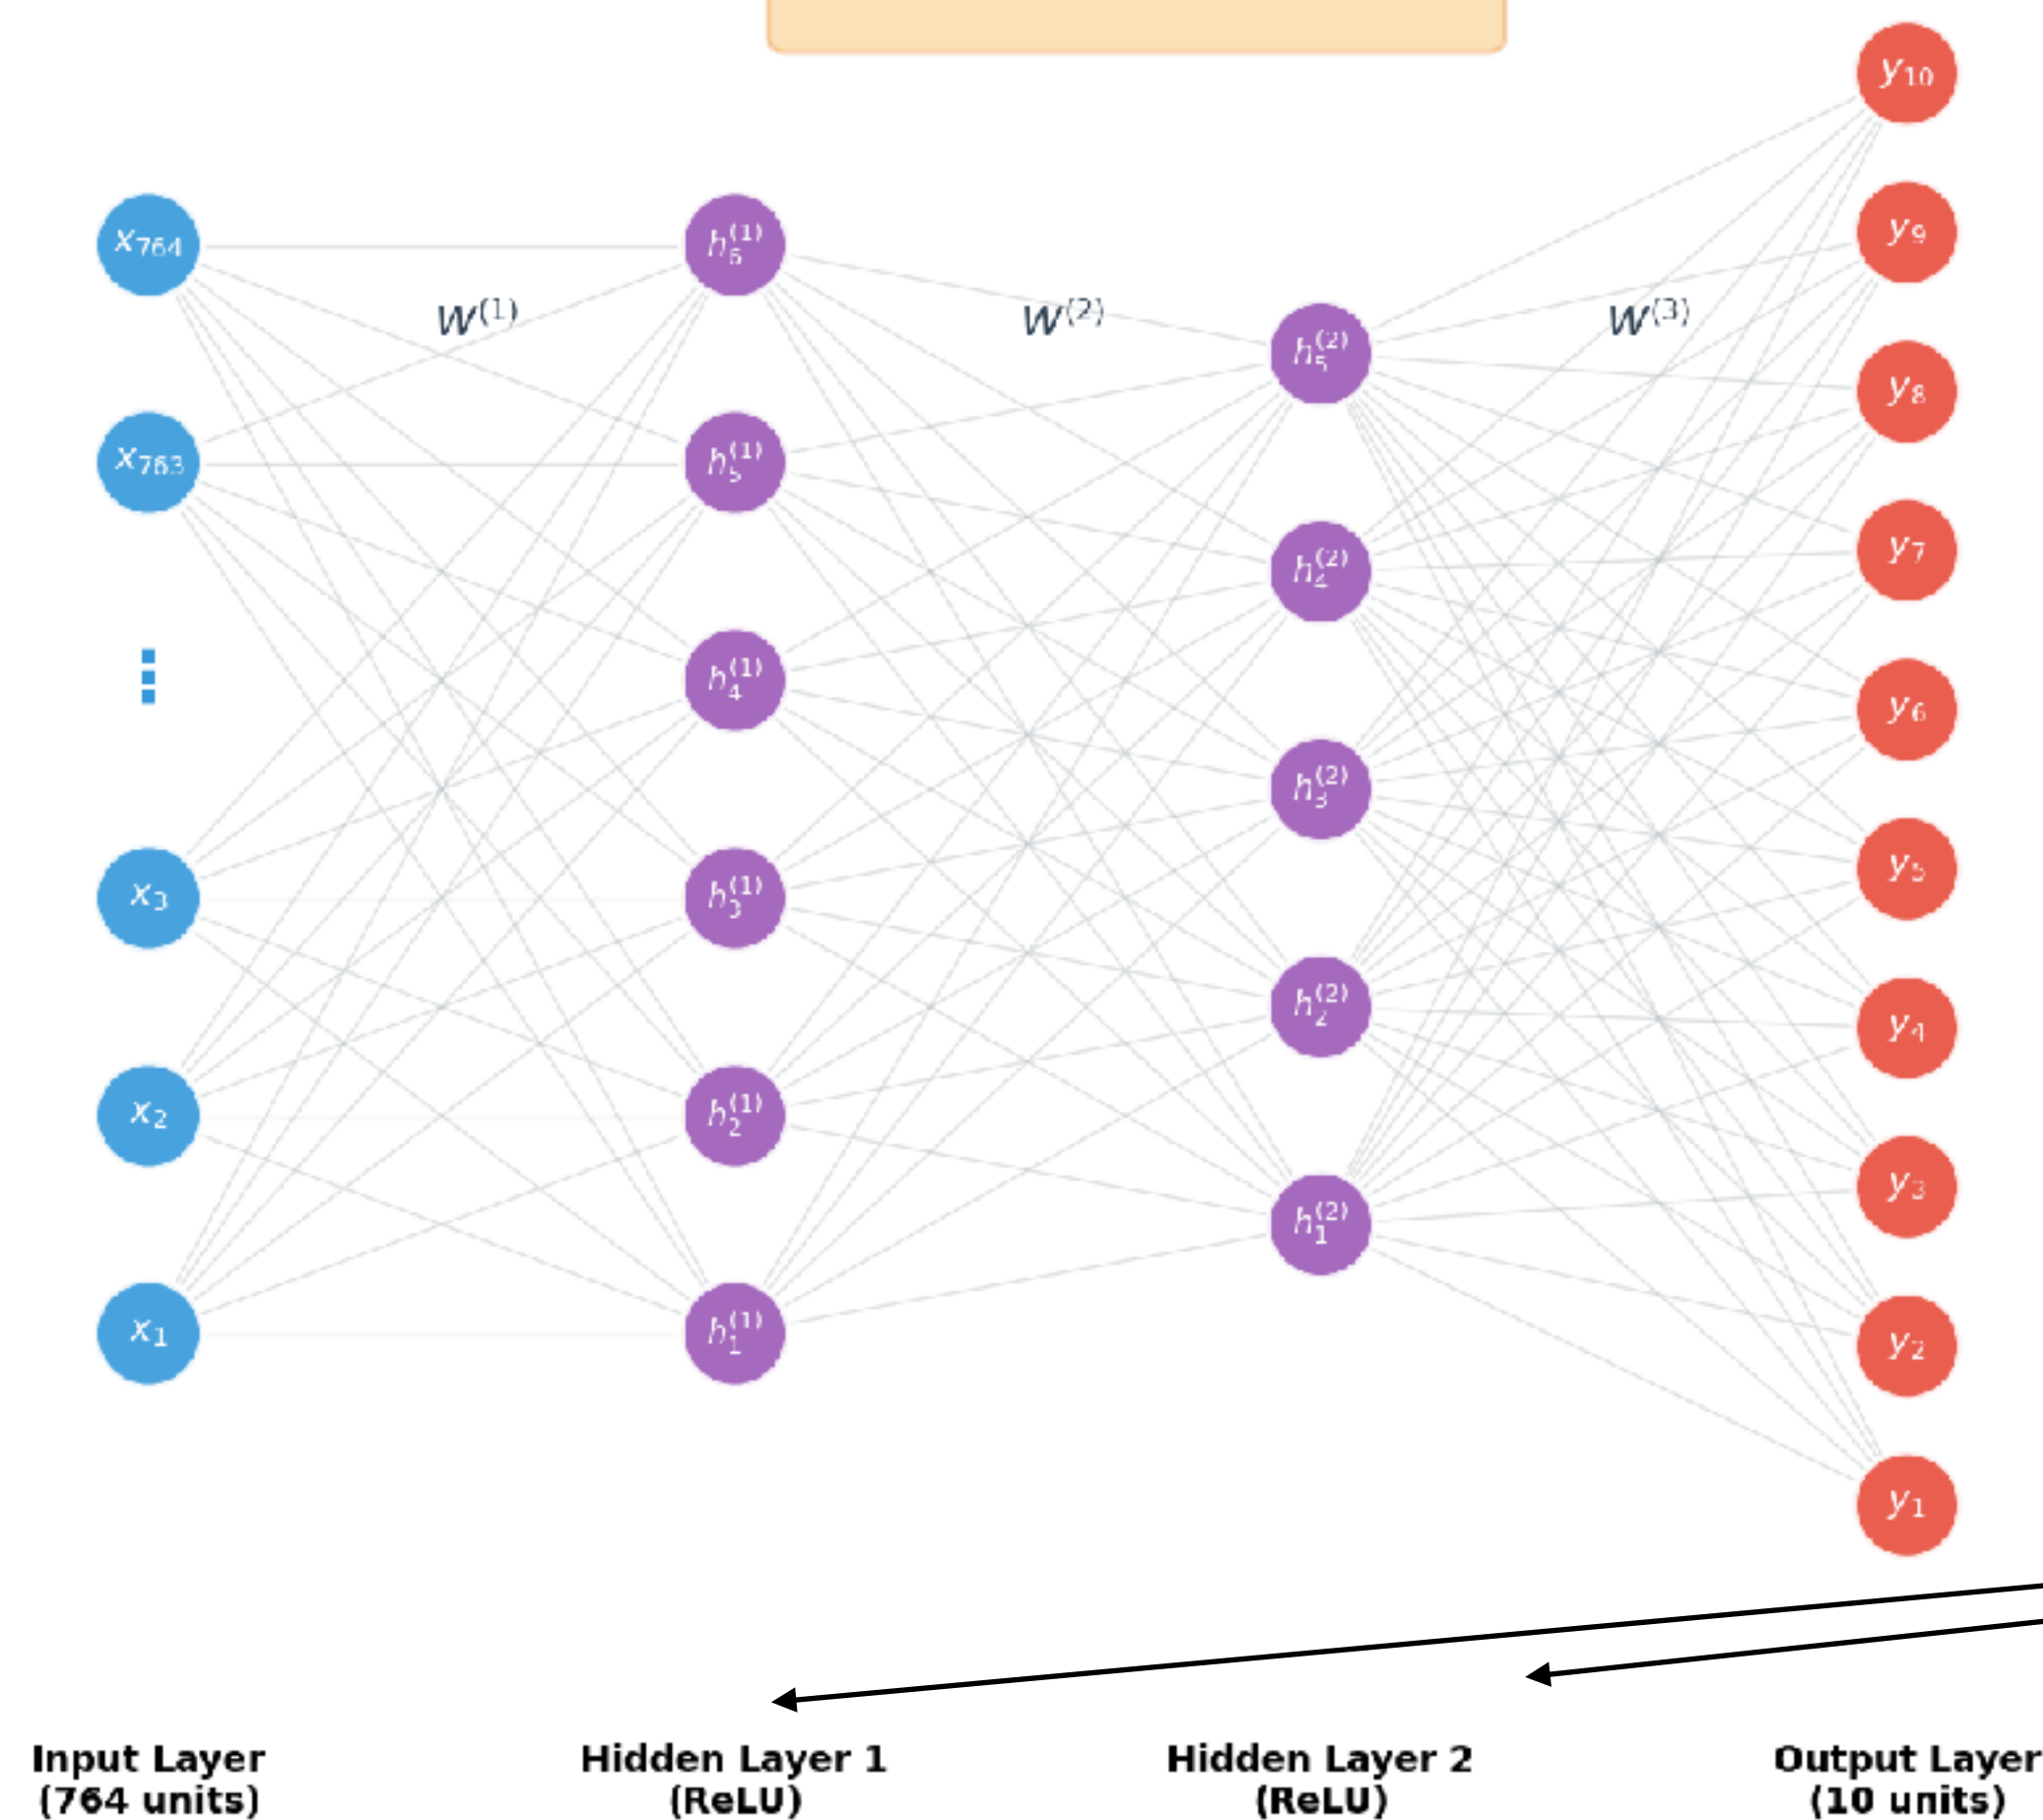 y10
x764
h6(1)
y9
W(1)
W(2)
W(3)
h5(2)
y8
x763
h5(1)
y7
h4(2)
h4(1)
y6
h3(2)
y5
x3
h3(1)
h2(2)
y4
x2
h2(1)
y3
h1(2)
y2
x1
h1(1)
y1
Input Layer
(764 units)
Hidden Layer 1
(ReLU)
Hidden Layer 2
(ReLU)
Output Layer
(10 units)